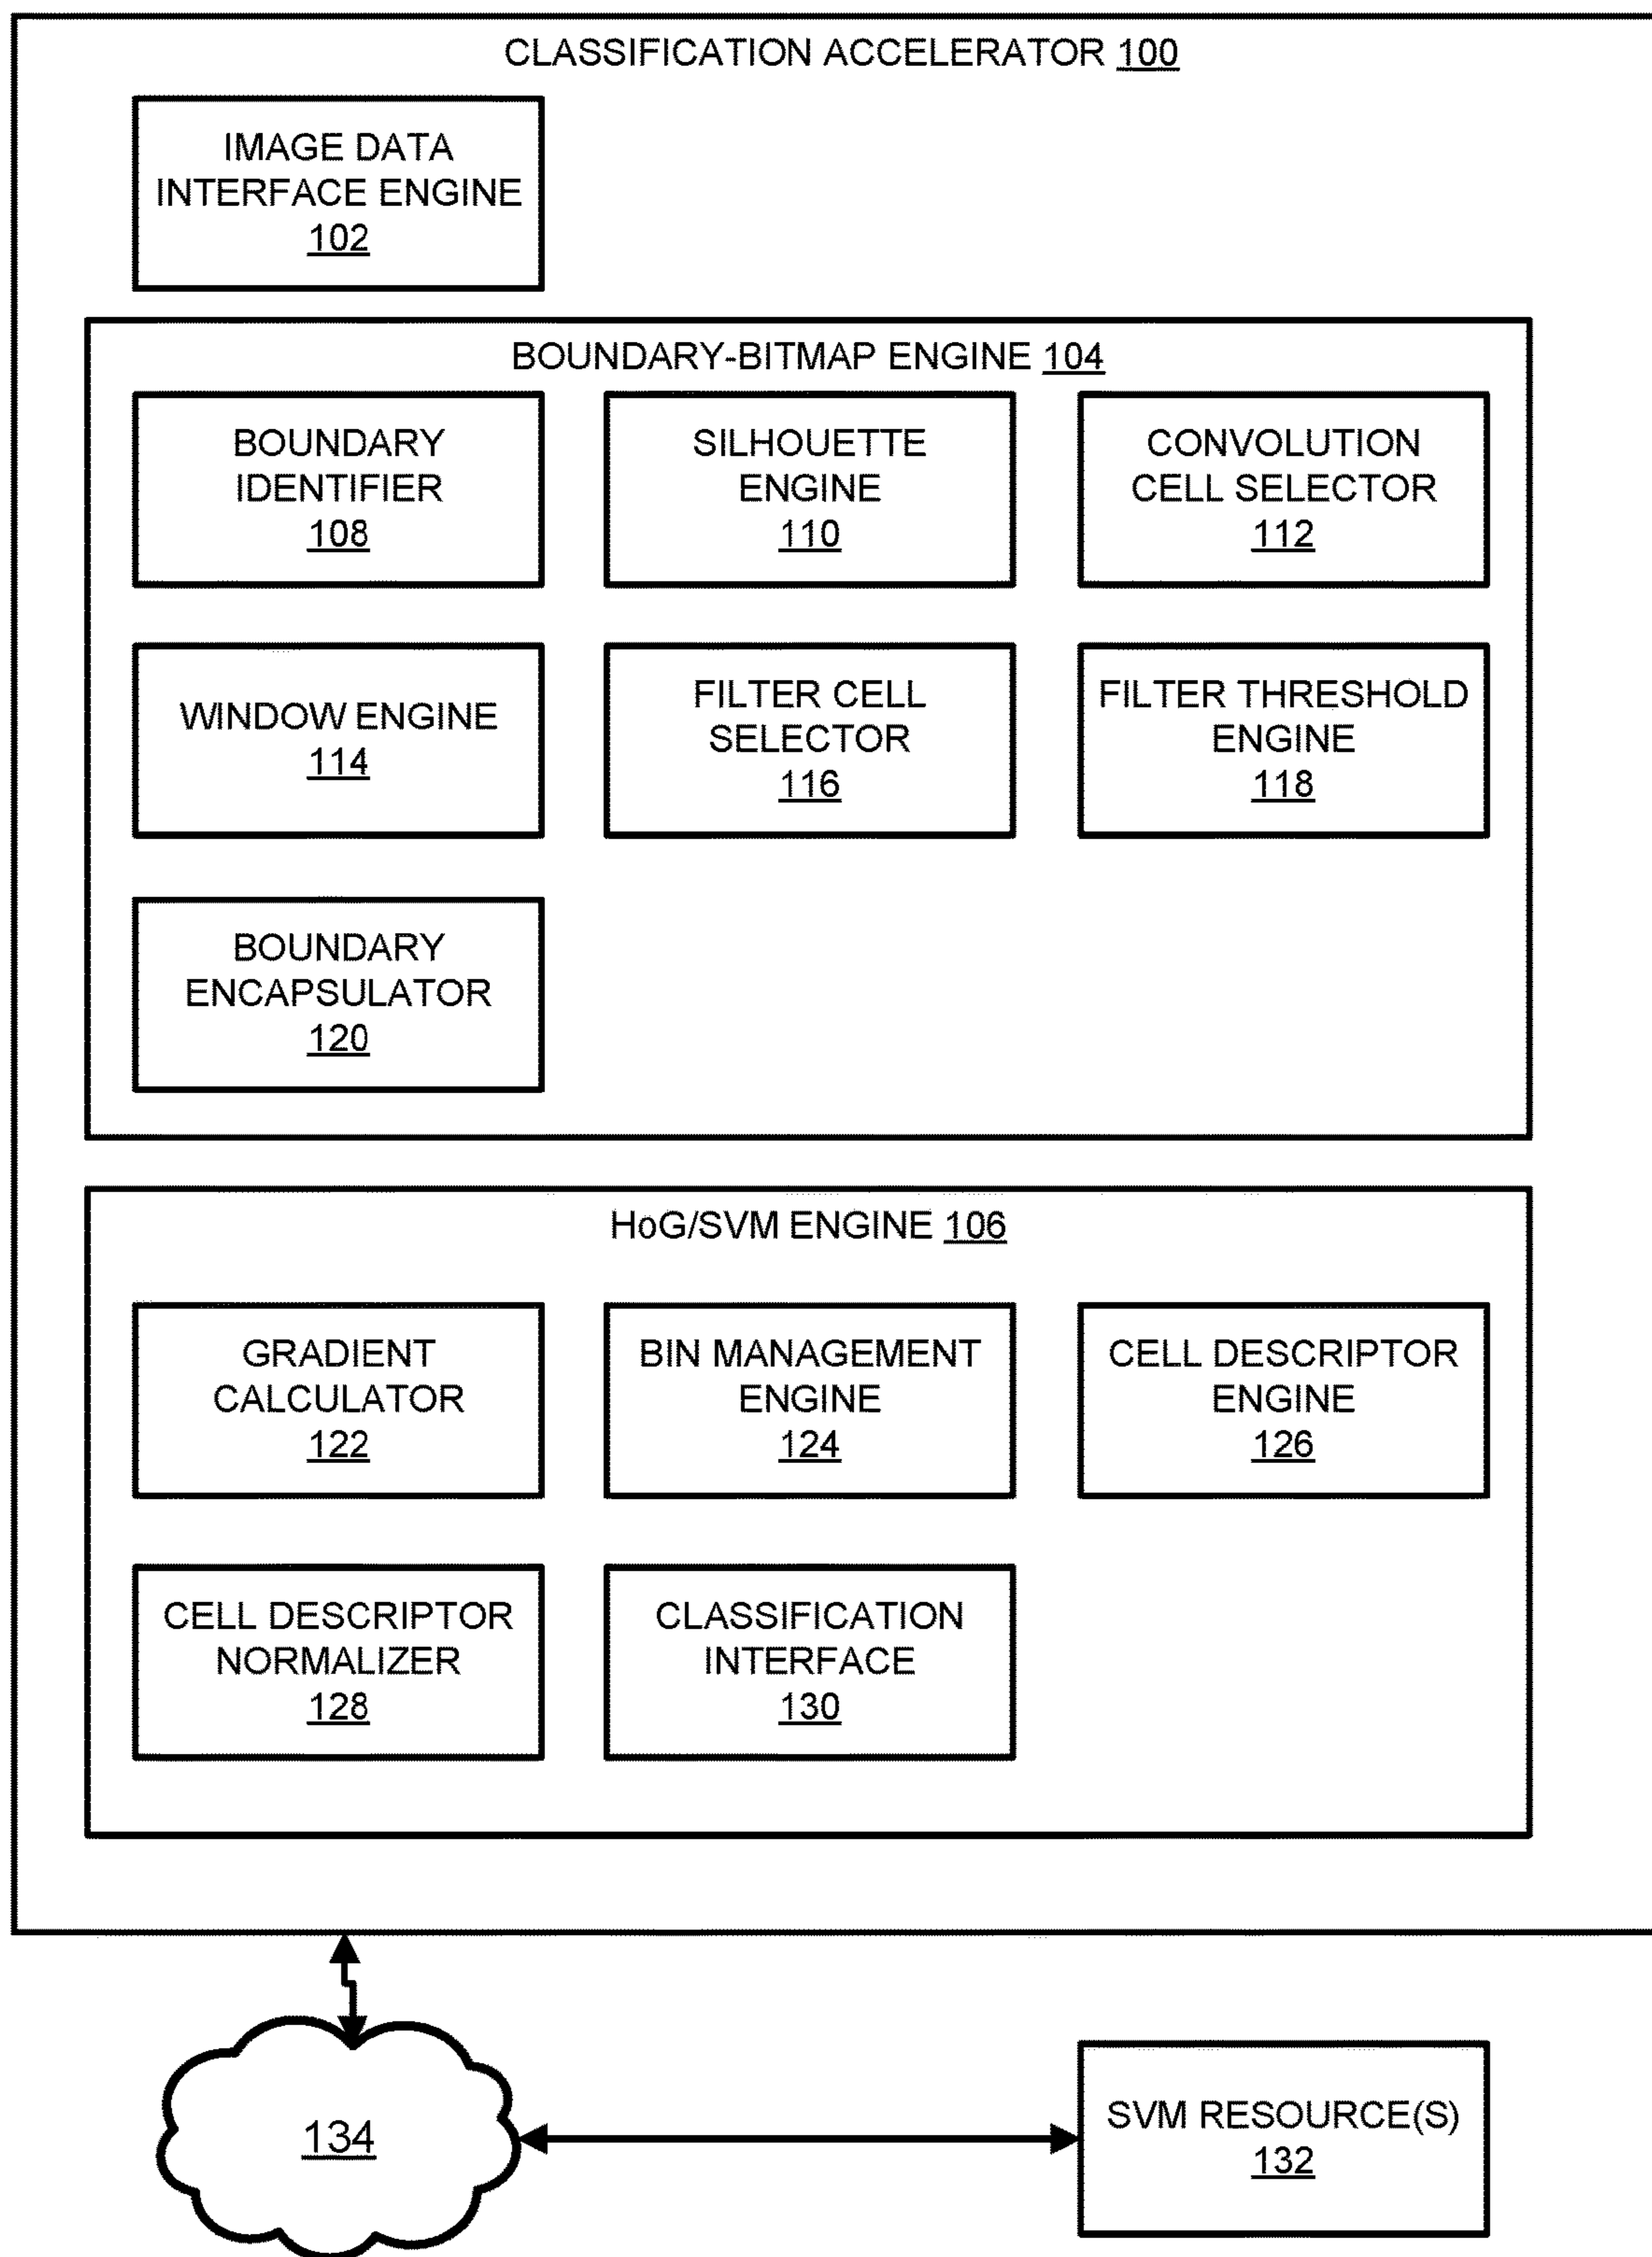 CLASSIFICATION ACCELERATOR 100
IMAGE DATA
INTERFACE ENGINE
102
BOUNDARY-BITMAP ENGINE 104
BOUNDARY
IDENTIFIER
108
SILHOUETTE
ENGINE
110
CONVOLUTION
CELL SELECTOR
112
WINDOW ENGINE
114
FILTER CELL
SELECTOR
116
FILTER THRESHOLD
ENGINE
118
BOUNDARY
ENCAPSULATOR
120
HoG/SVM ENGINE 106
GRADIENT
CALCULATOR
122
BIN MANAGEMENT
ENGINE
124
CELL DESCRIPTOR
ENGINE
126
CELL DESCRIPTOR
NORMALIZER
128
CLASSIFICATION
INTERFACE
130
134
SVM RESOURCE(S)
132